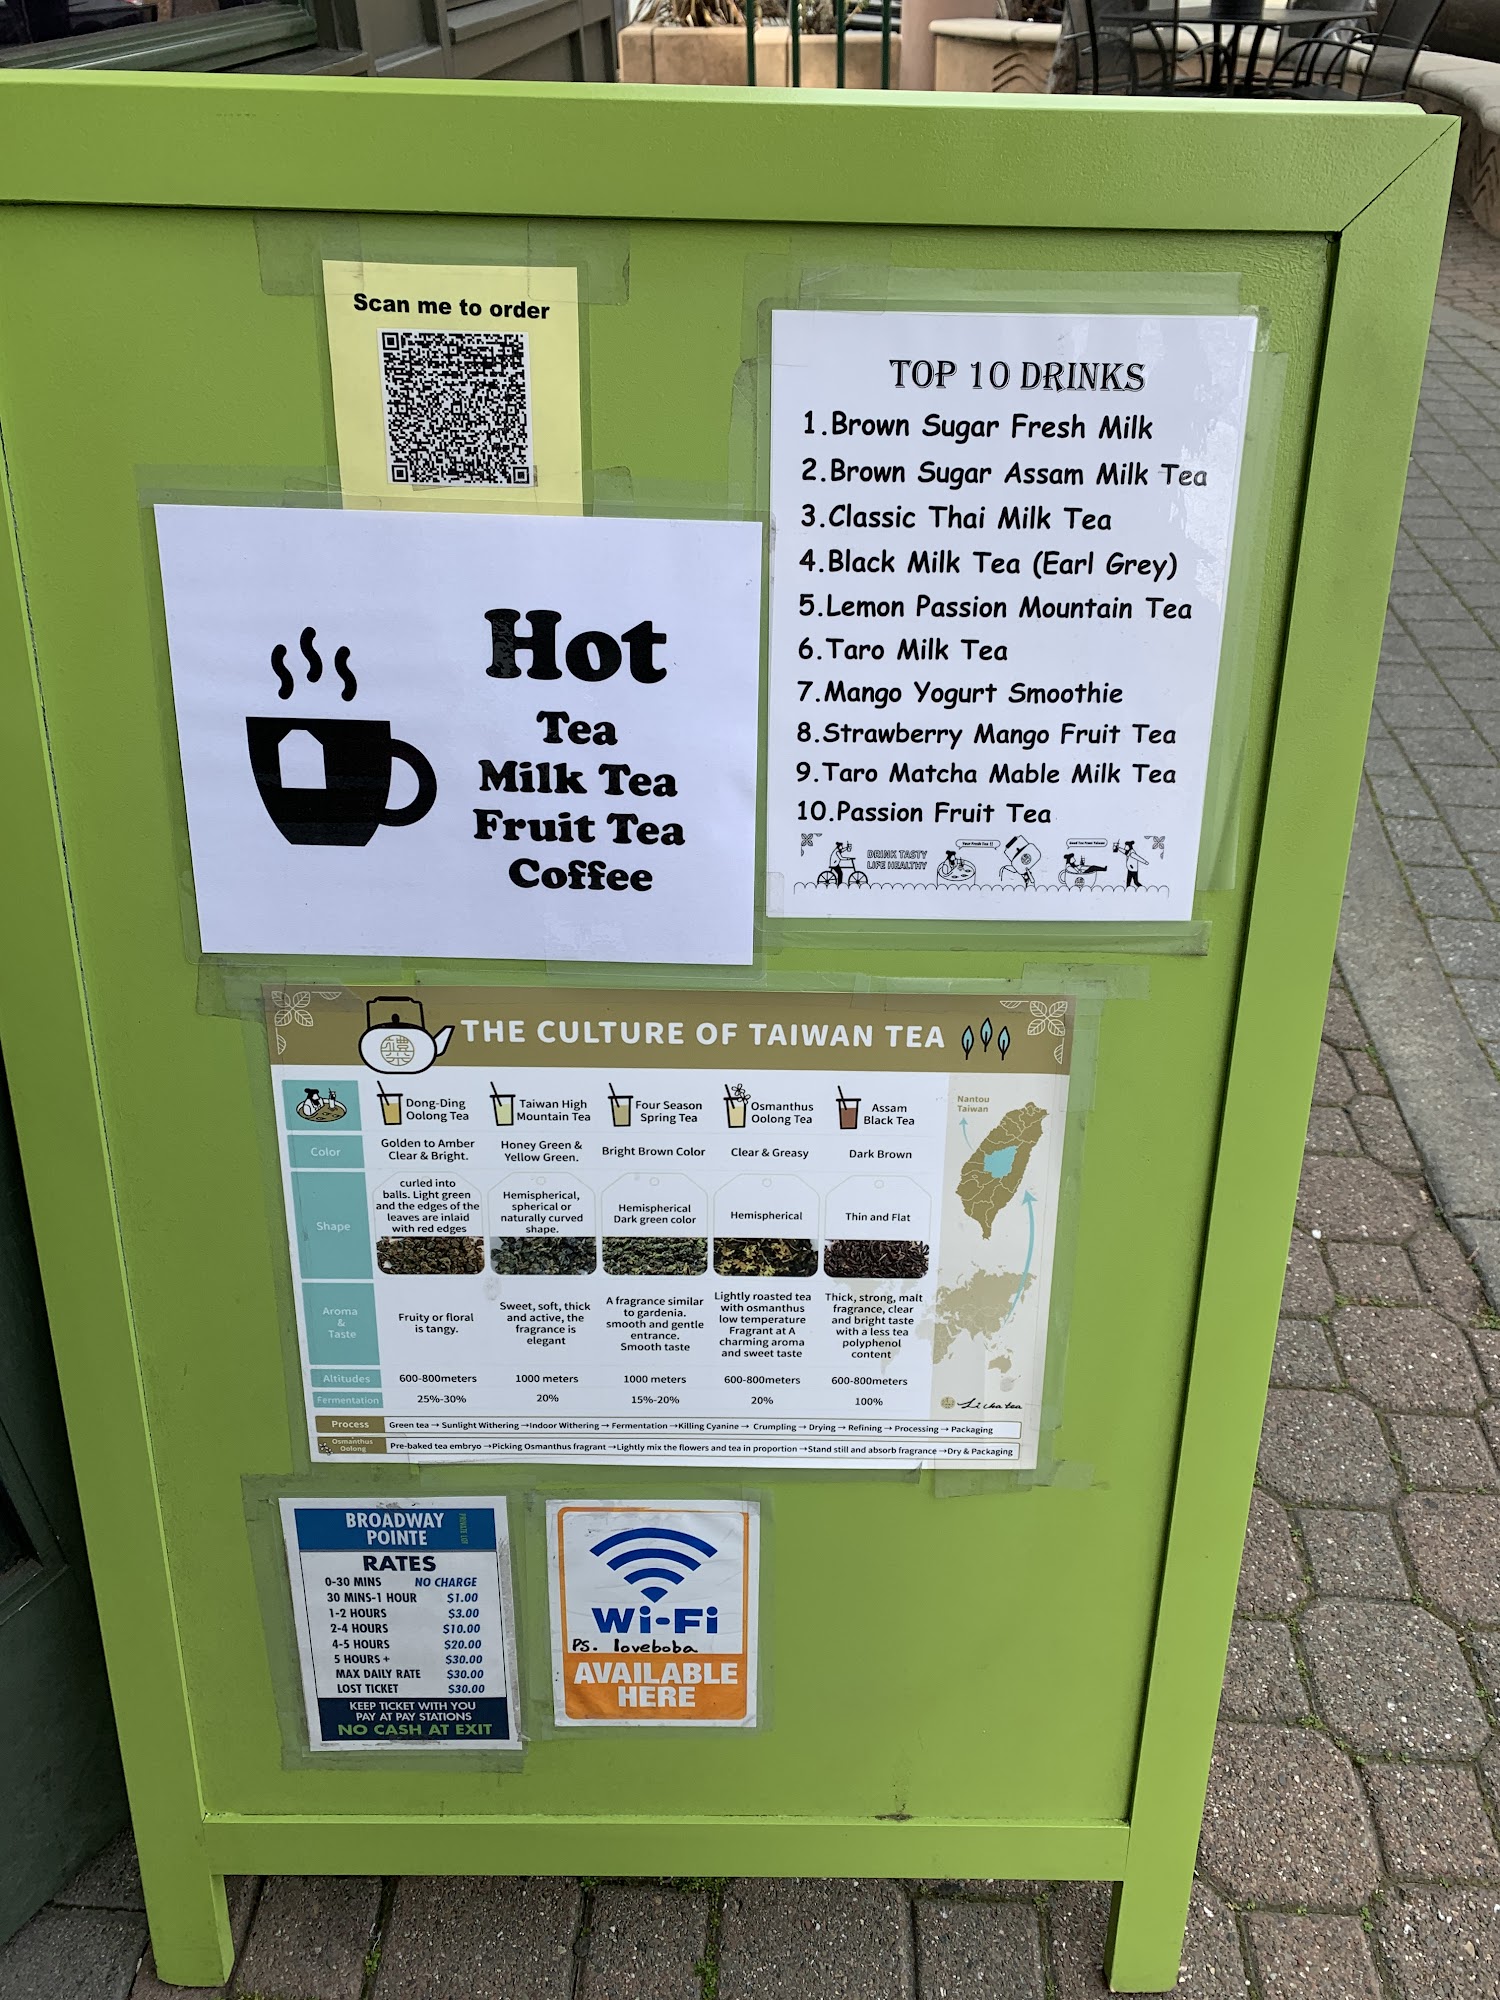 Scan me to order
Hot
Tea
Milk Tea
Fruit Tea
Coffee
TOP 10 DRINKS
1.Brown Sugar Fresh Milk
2.Brown Sugar Assam Milk Tea
3.Classic Thai Milk Tea
4.Black Milk Tea (Earl Grey)
5.Lemon Passion Mountain Tea
6.Taro Milk Tea
7.Mango Yogurt Smoothie
8.Strawberry Mango Fruit Tea
9.Taro Matcha Mable Milk Tea
10.Passion Fruit Tea
DRINK TASTY
LIFE HEALTHY
THE CULTURE OF TAIWAN TEA
Dong-Ding
Oolong Tea
Taiwan High
Mountain Tea
Four Season
Spring Tea
Osmanthus
Oolong Tea
Assam
Black Tea
Nantou
Taiwan
Color
Golden to Amber
Clear & Bright.
Honey Green &
Yellow Green.
Bright Brown Color
Clear & Greasy
Dark Brown
Shape
curled into
balls. Light green
and the edges of the
leaves are inlaid
with red edges
Hemispherical,
spherical or
naturally curved
shape.
Hemispherical
Dark green color
Hemispherical
Thin and Flat
Aroma
&
Taste
Fruity or floral
is tangy.
Sweet, soft, thick
and active, the
fragrance is
elegant
A fragrance similar
to gardenia.
smooth and gentle
entrance.
Smooth taste
Lightly roasted tea
with osmanthus
low temperature
Fragrant at A
charming aroma
and sweet taste
Thick, strong, malt
fragrance, clear
and bright taste
with a less tea
polyphenol
content
Altitudes
600-800meters
1000 meters
1000 meters
600-800meters
600-800meters
Fermentation
25%-30%
20%
15%-20%
20%
100%
Li cha tea
Process
Green tea → Sunlight Withering →Indoor Withering → Fermentation →Killing Cyanine → Crumpling → Drying → Refining → Processing → Packaging
Osmanthus
Oolong
Pre-baked tea embryo →Picking Osmanthus fragrant →Lightly mix the flowers and tea in proportion →Stand still and absorb fragrance →Dry & Packaging
BROADWAY
POINTE
PRIVATE LOT
RATES
0-30 MINS NO CHARGE
30 MINS-1 HOUR $1.00
1-2 HOURS $3.00
2-4 HOURS $10.00
4-5 HOURS $20.00
5 HOURS + $30.00
MAX DAILY RATE $30.00
LOST TICKET $30.00
KEEP TICKET WITH YOU
PAY AT PAY STATIONS
NO CASH AT EXIT
Wi-Fi
PS. loveboba
AVAILABLE
HERE